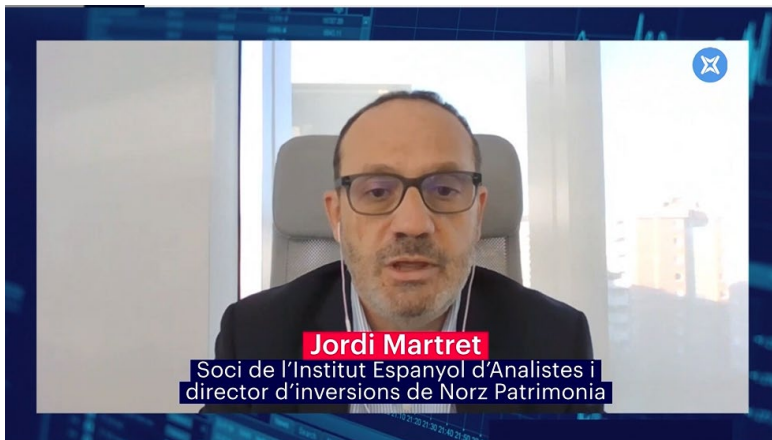 Jordi Martret
Soci de l'Institut Espanyol d'Analistes i
director d'inversions de Norz Patrimonia